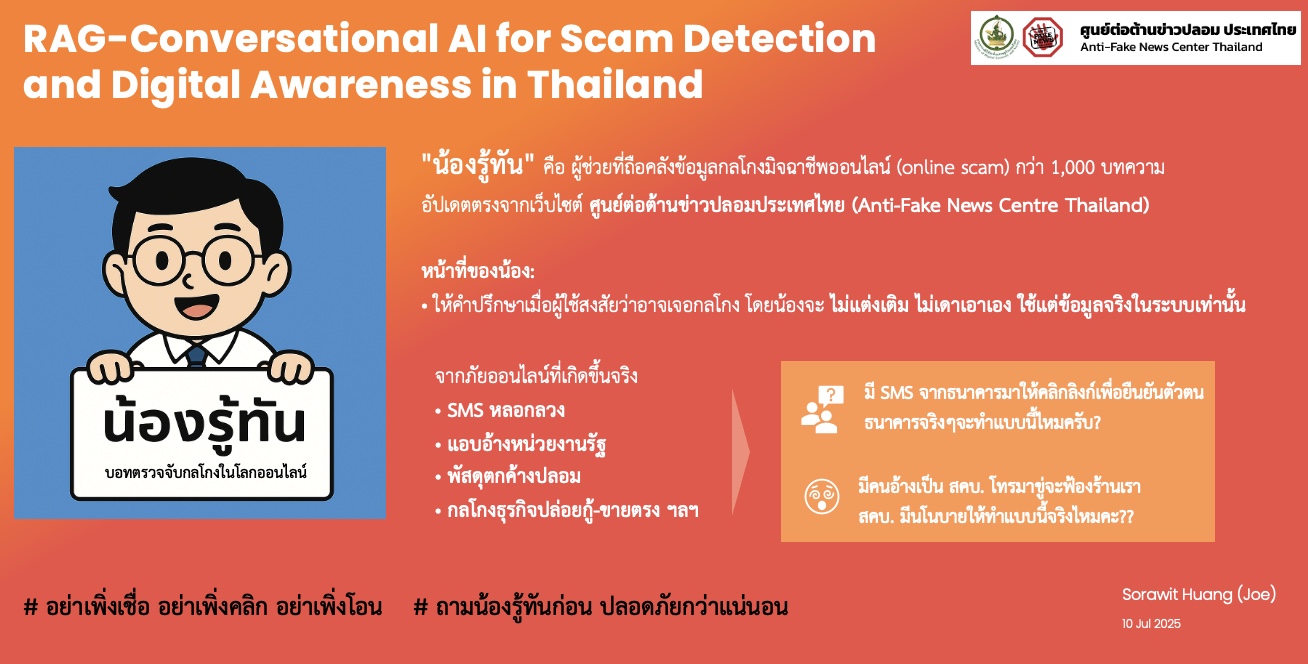 RAG-Conversational AI for Scam Detection
and Digital Awareness in Thailand
ศูนย์ต่อต้านข่าวปลอม ประเทศไทย
Anti-Fake News Center Thailand
"น้องรู้ทัน" คือ ผู้ช่วยที่ถือคลังข้อมูลกลโกงมิจฉาชีพออนไลน์ (online scam) กว่า 1,000 บทความ
อัปเดตตรงจากเว็บไซต์ ศูนย์ต่อต้านข่าวปลอมประเทศไทย (Anti-Fake News Centre Thailand)
หน้าที่ของน้อง:
• ให้คำปรึกษาเมื่อผู้ใช้สงสัยว่าอาจเจอกลโกง โดยน้องจะ ไม่แต่งเติม ไม่เดาเอาเอง ใช้แต่ข้อมูลจริงในระบบเท่านั้น
น้องรู้ทัน
บอทตรวจจับกลโกงในโลกออนไลน์
จากภัยออนไลน์ที่เกิดขึ้นจริง
• SMS หลอกลวง
• แอบอ้างหน่วยงานรัฐ
• พัสดุตกค้างปลอม
• กลโกงธุรกิจปล่อยกู้-ขายตรง ฯลฯ
มี SMS จากธนาคารมาให้คลิกลิงก์เพื่อยืนยันตัวตน
ธนาคารจริงๆจะทำแบบนี้ไหมครับ?
มีคนอ้างเป็น สคบ. โทรมาขู่จะฟ้องร้านเรา
สคบ. มีนโนบายให้ทำแบบนี้จริงไหมคะ??
# อย่าเพิ่งเชื่อ อย่าเพิ่งคลิก อย่าเพิ่งโอน
# ถามน้องรู้ทันก่อน ปลอดภัยกว่าแน่นอน
Sorawit Huang (Joe)
10 Jul 2025